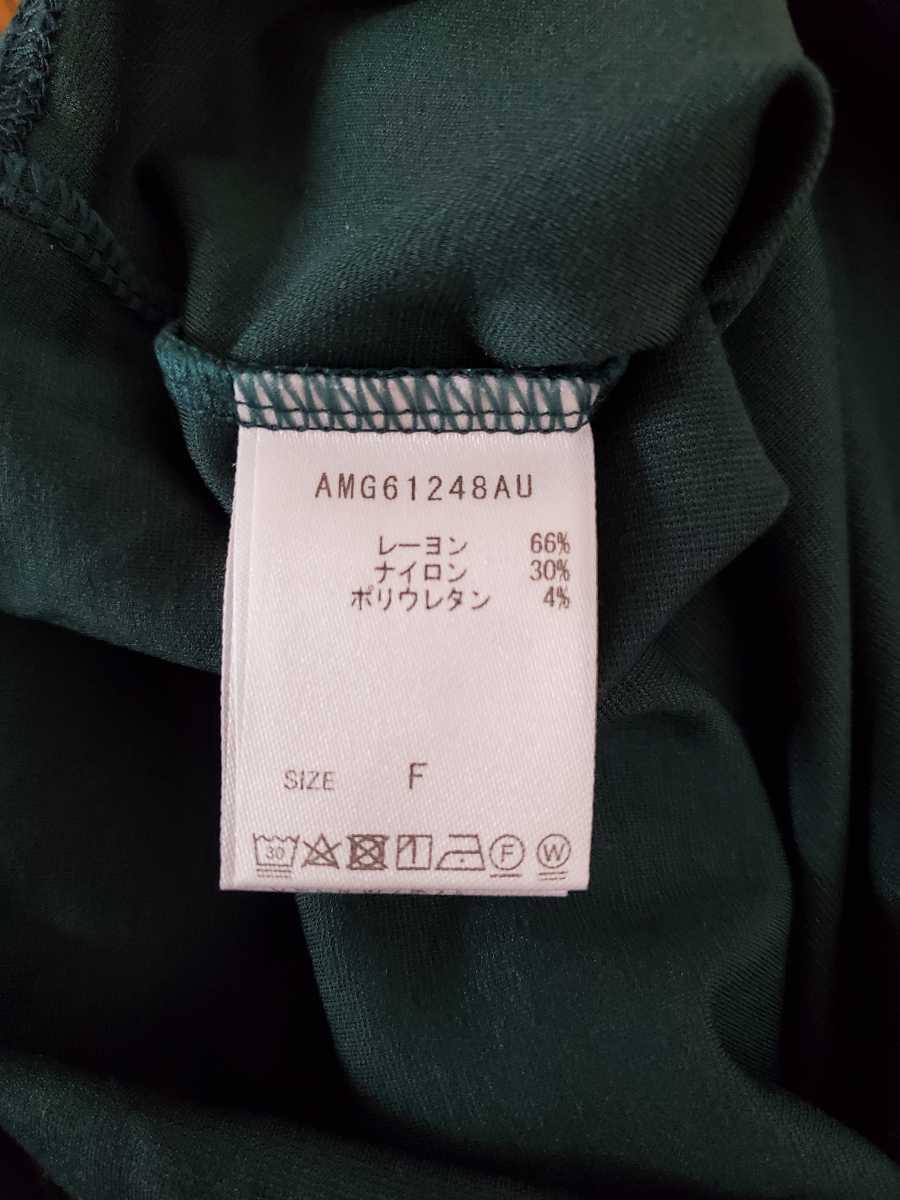 AMG61248AU
レーヨン 66%
ナイロン 30%
ポリウレタン 4%
SIZE F
30 F W